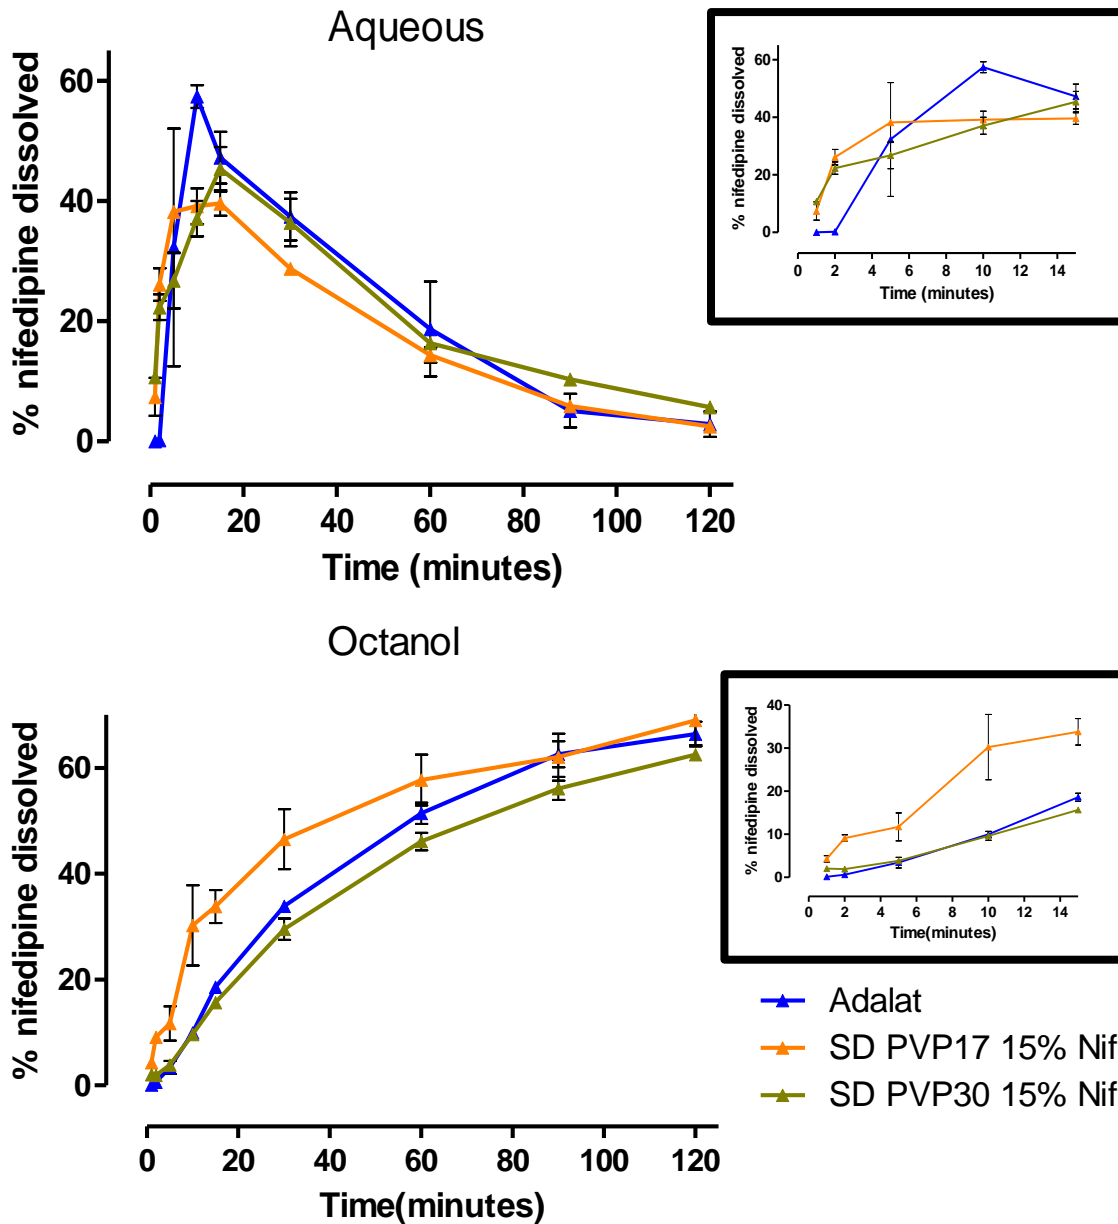 Aqueous
% nifedipine dissolved
60
40
20
0
0 20 40 60 80 100 120
Time (minutes)
% nifedipine dissolved
60
40
20
0
0 2 4 6 8 10 12 14
Time (minutes)
Octanol
% nifedipine dissolved
60
40
20
0
0 20 40 60 80 100 120
Time(minutes)
% nifedipine dissolved
40
30
20
10
0
0 2 4 6 8 10 12 14
Time(minutes)
Adalat
SD PVP17 15% Nif
SD PVP30 15% Nif